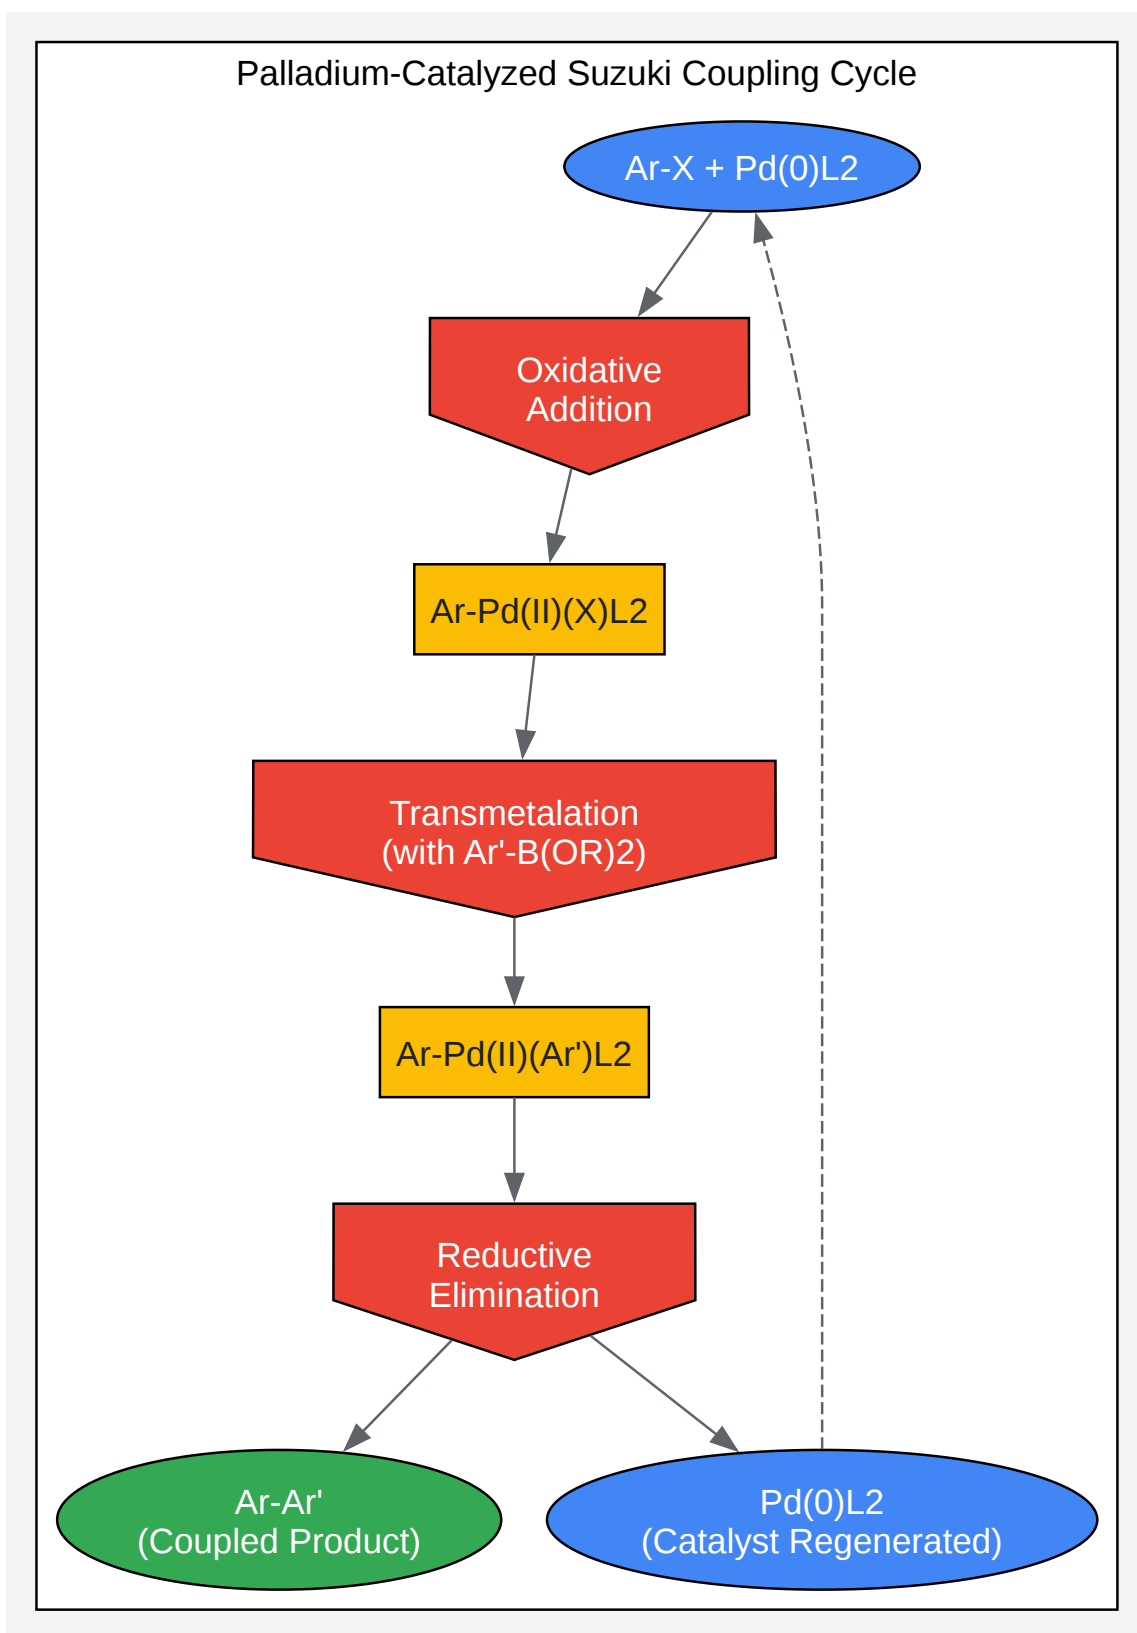 Palladium-Catalyzed Suzuki Coupling Cycle
Ar-X + Pd(0)L2
Oxidative
Addition
Ar-Pd(II)(X)L2
Transmetalation
(with Ar'-B(OR)2)
Ar-Pd(II)(Ar')L2
Reductive
Elimination
Ar-Ar'
(Coupled Product)
Pd(0)L2
(Catalyst Regenerated)